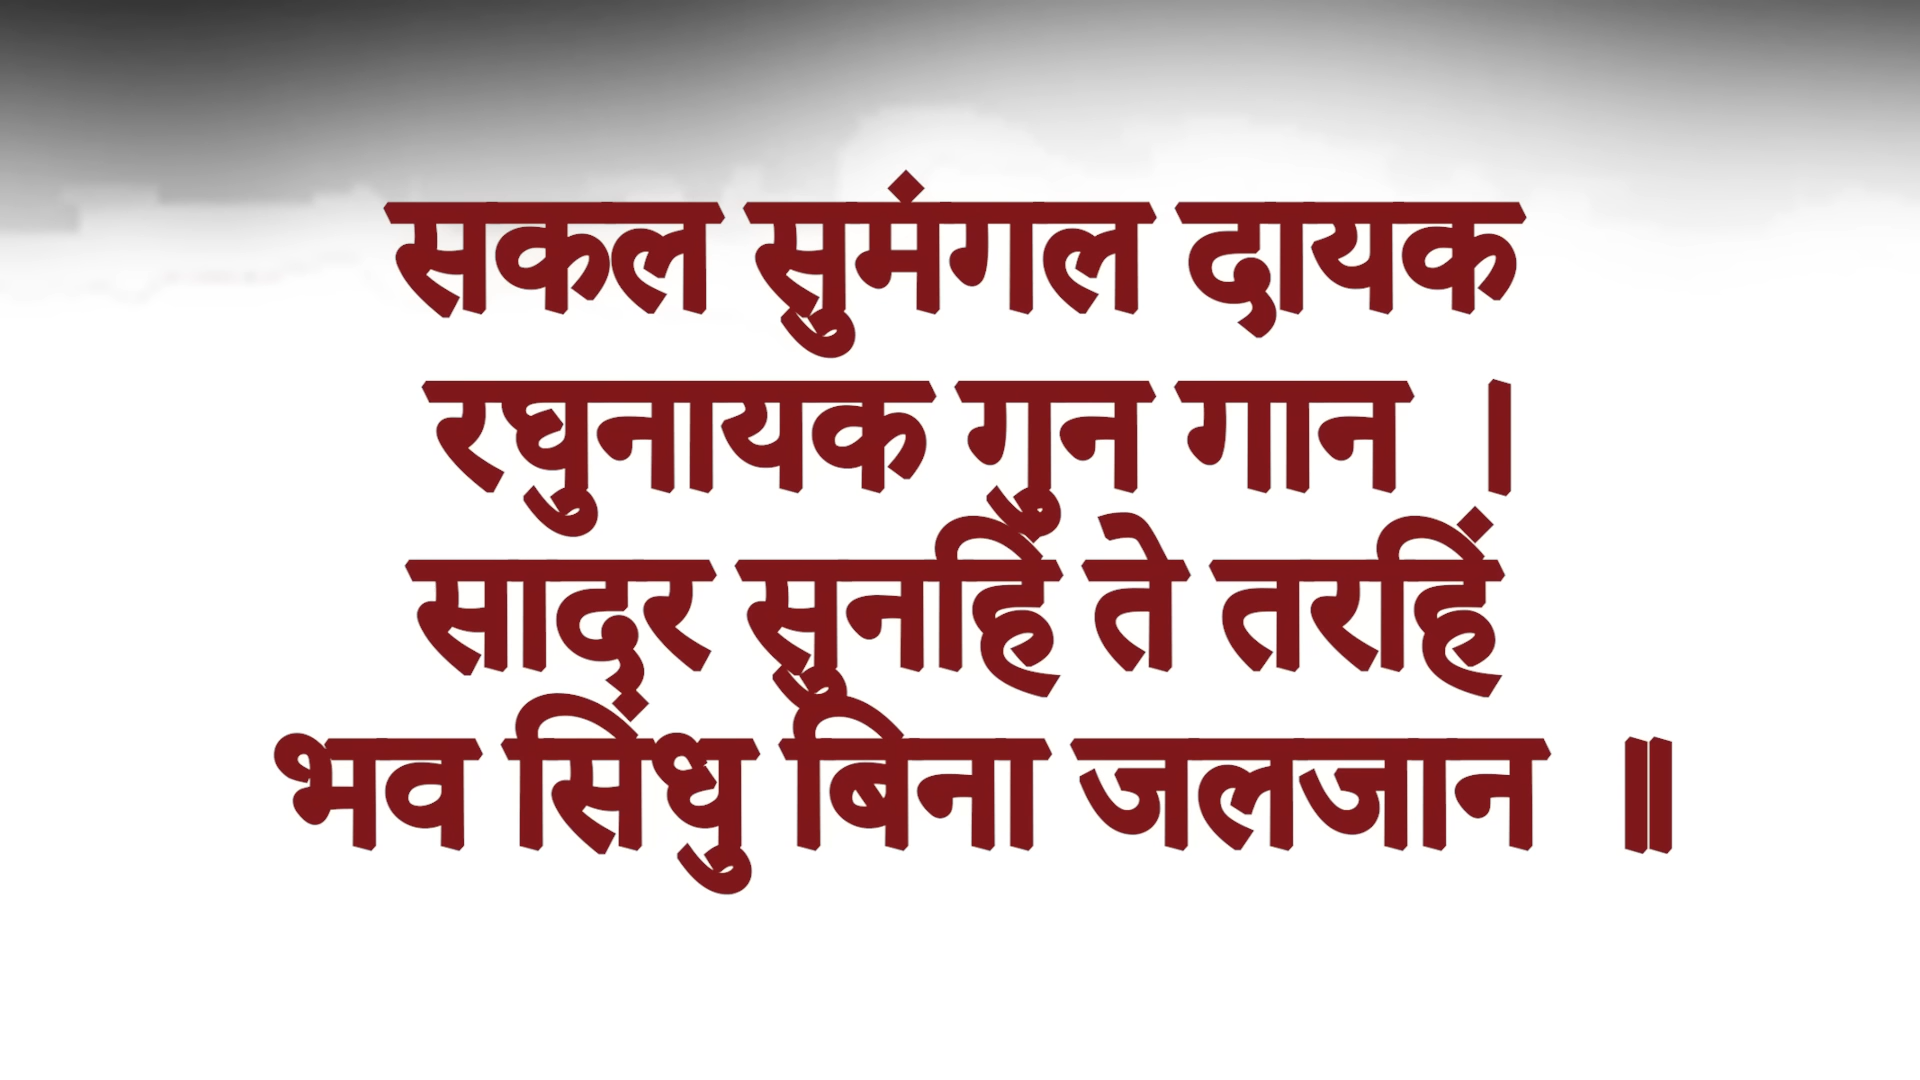 सकल सुमंगल दायक
रघुनायक गुन गान ।
सादर सुनहिं ते तरहिं
भव सिंधु बिना जलजान ॥